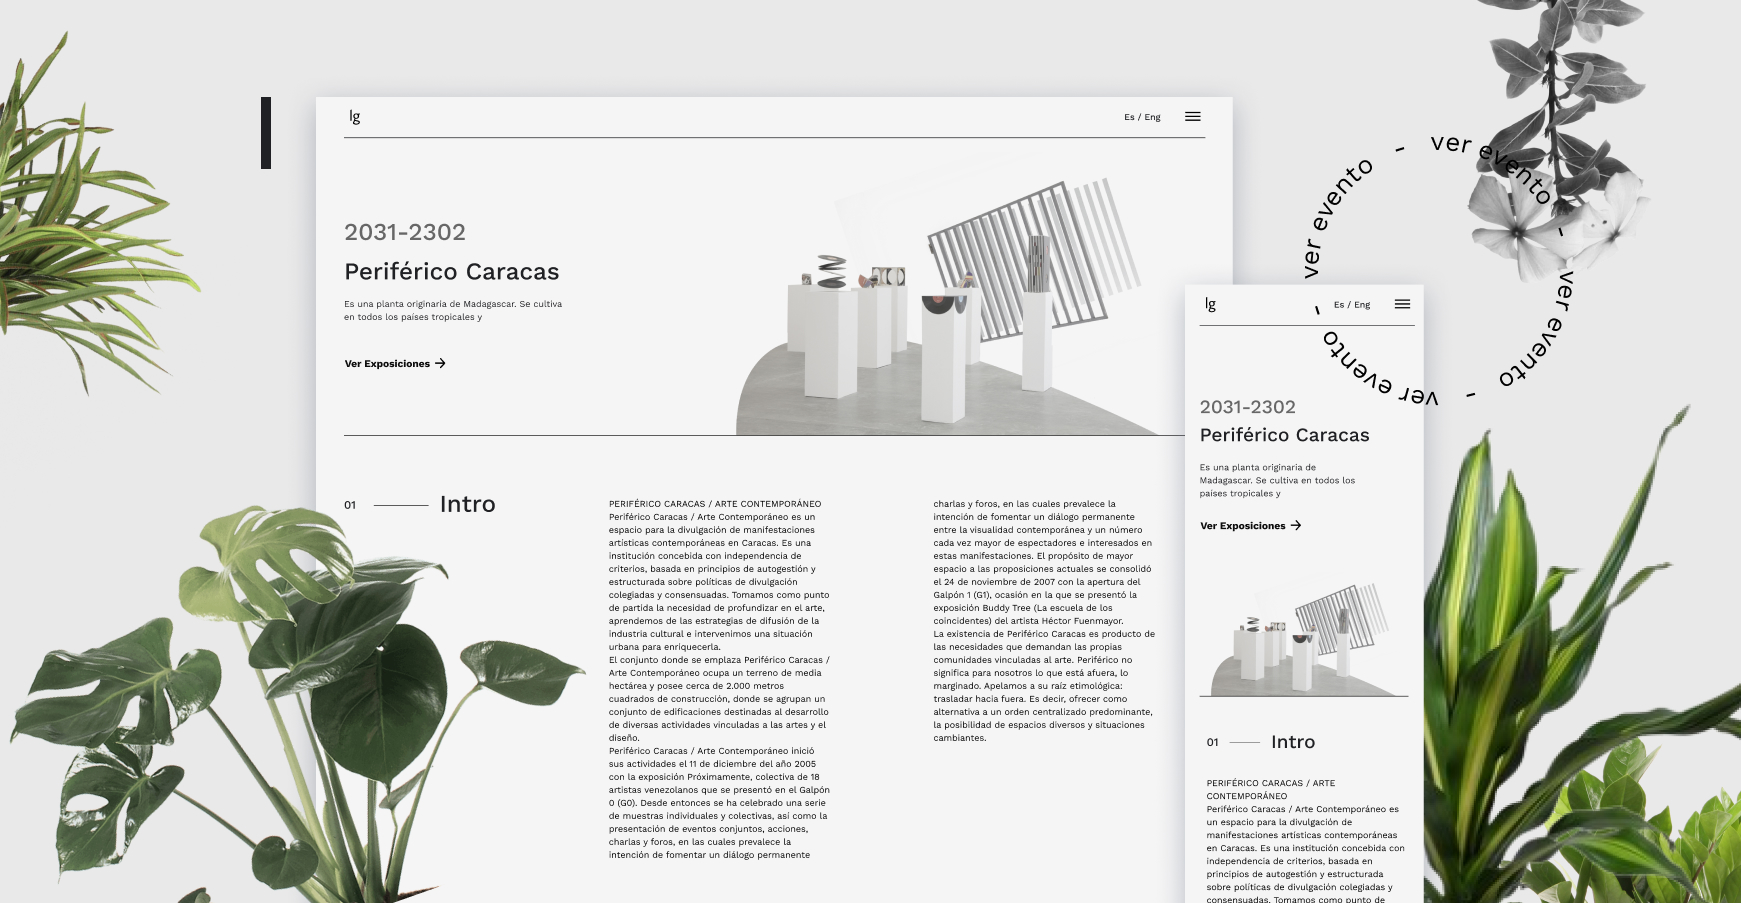 lg
Es / Eng
2031-2302
Periférico Caracas
Es una planta originaria de Madagascar. Se cultiva
en todos los países tropicales y
Ver Exposiciones
01
Intro
PERIFÉRICO CARACAS / ARTE CONTEMPORÁNEO
Periférico Caracas / Arte Contemporáneo es un
espacio para la divulgación de manifestaciones
artísticas contemporáneas en Caracas. Es una
institución concebida con independencia de
criterios, basada en principios de autogestión y
estructurada sobre políticas de divulgación
colegiadas y consensuadas. Tomamos como punto
de partida la necesidad de profundizar en el arte,
aprendemos de las estrategias de difusión de la
industria cultural e intervenimos una situación
urbana para enriquecerla.
El conjunto donde se emplaza Periférico Caracas /
Arte Contemporáneo ocupa un terreno de media
hectárea y posee cerca de 2.000 metros
cuadrados de construcción, donde se agrupan un
conjunto de edificaciones destinadas al desarrollo
de diversas actividades vinculadas a las artes y el
diseño.
Periférico Caracas / Arte Contemporáneo inició
sus actividades el 11 de diciembre del año 2005
con la exposición Próximamente, colectiva de 18
artistas venezolanos que se presentó en el Galpón
0 (G0). Desde entonces se ha celebrado una serie
de muestras individuales y colectivas, así como la
presentación de eventos conjuntos, acciones,
charlas y foros, en las cuales prevalece la
intención de fomentar un diálogo permanente
charlas y foros, en las cuales prevalece la
intención de fomentar un diálogo permanente
entre la visualidad contemporánea y un número
cada vez mayor de espectadores e interesados en
estas manifestaciones. El propósito de mayor
espacio a las proposiciones actuales se consolidó
el 24 de noviembre de 2007 con la apertura del
Galpón 1 (G1), ocasión en la que se presentó la
exposición Buddy Tree (La escuela de los
coincidentes) del artista Héctor Fuenmayor.
La existencia de Periférico Caracas es producto de
las necesidades que demandan las propias
comunidades vinculadas al arte. Periférico no
significa para nosotros lo que está afuera, lo
marginado. Apelamos a su raíz etimológica:
trasladar hacia fuera. Es decir, ofrecer como
alternativa a un orden centralizado predominante,
la posibilidad de espacios diversos y situaciones
cambiantes.
ver evento - ver evento - ver evento - ver evento -
lg
Es / Eng
2031-2302
Periférico Caracas
Es una planta originaria de
Madagascar. Se cultiva en todos los
países tropicales y
Ver Exposiciones
01
Intro
PERIFÉRICO CARACAS / ARTE
CONTEMPORÁNEO
Periférico Caracas / Arte Contemporáneo es
un espacio para la divulgación de
manifestaciones artísticas contemporáneas
en Caracas. Es una institución concebida con
independencia de criterios, basada en
principios de autogestión y estructurada
sobre políticas de divulgación colegiadas y
consensuadas. Tomamos como punto de